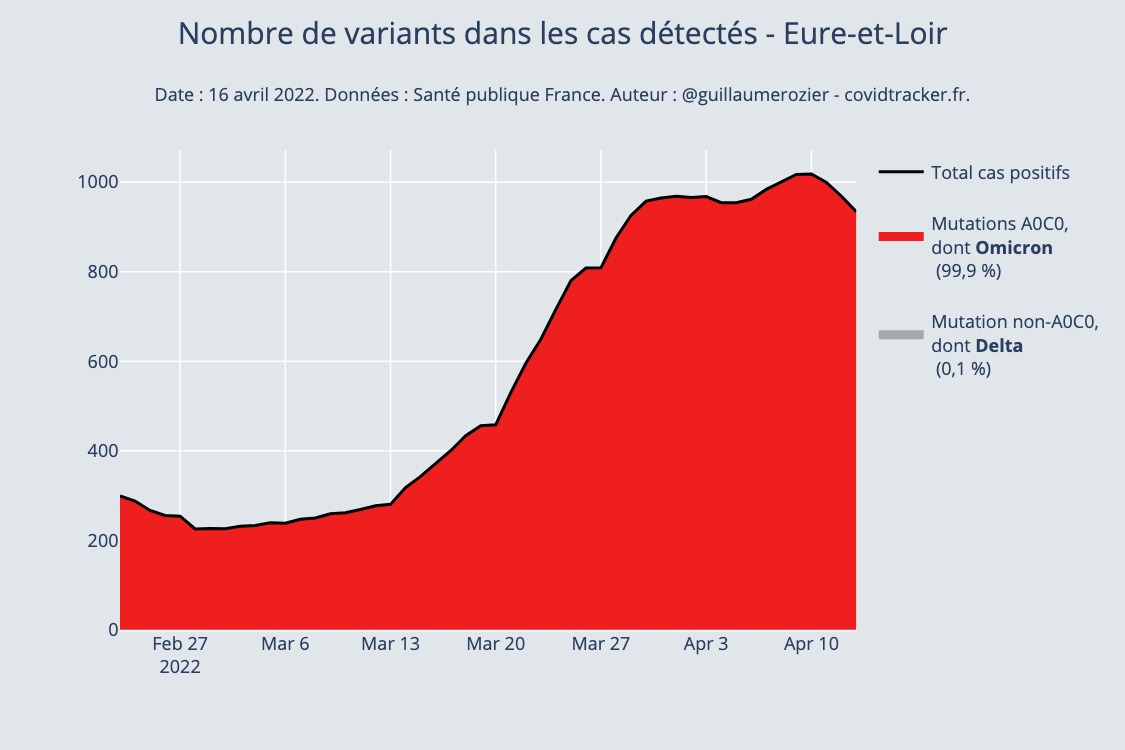 Nombre de variants dans les cas détectés - Eure-et-Loir
Date : 16 avril 2022. Données : Santé publique France. Auteur : @guillaumerozier - covidtracker.fr.
1000
800
600
400
200
0
Feb 27
2022
Mar 6
Mar 13
Mar 20
Mar 27
Apr 3
Apr 10
Total cas positifs
Mutations A0C0,
dont Omicron
(99,9 %)
Mutation non-A0C0,
dont Delta
(0,1 %)